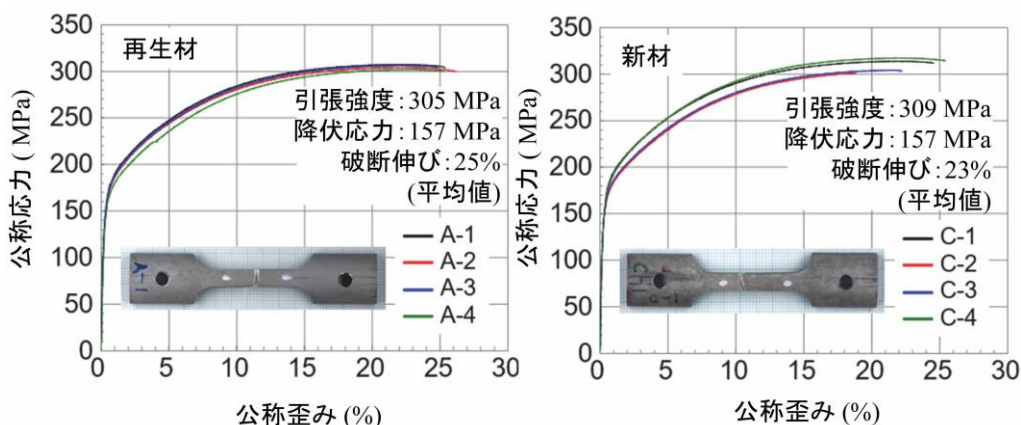 350
300
250
200
150
100
50
0
公称応力 ( MPa)
再生材
引張強度:305 MPa
降伏応力:157 MPa
破断伸び:25%
(平均値)
A-1
A-2
A-3
A-4
0 5 10 15 20 25 30
公称歪み (%)
350
300
250
200
150
100
50
0
公称応力 ( MPa)
新材
引張強度:309 MPa
降伏応力:157 MPa
破断伸び:23%
(平均値)
C-1
C-2
C-3
C-4
0 5 10 15 20 25 30
公称歪み (%)